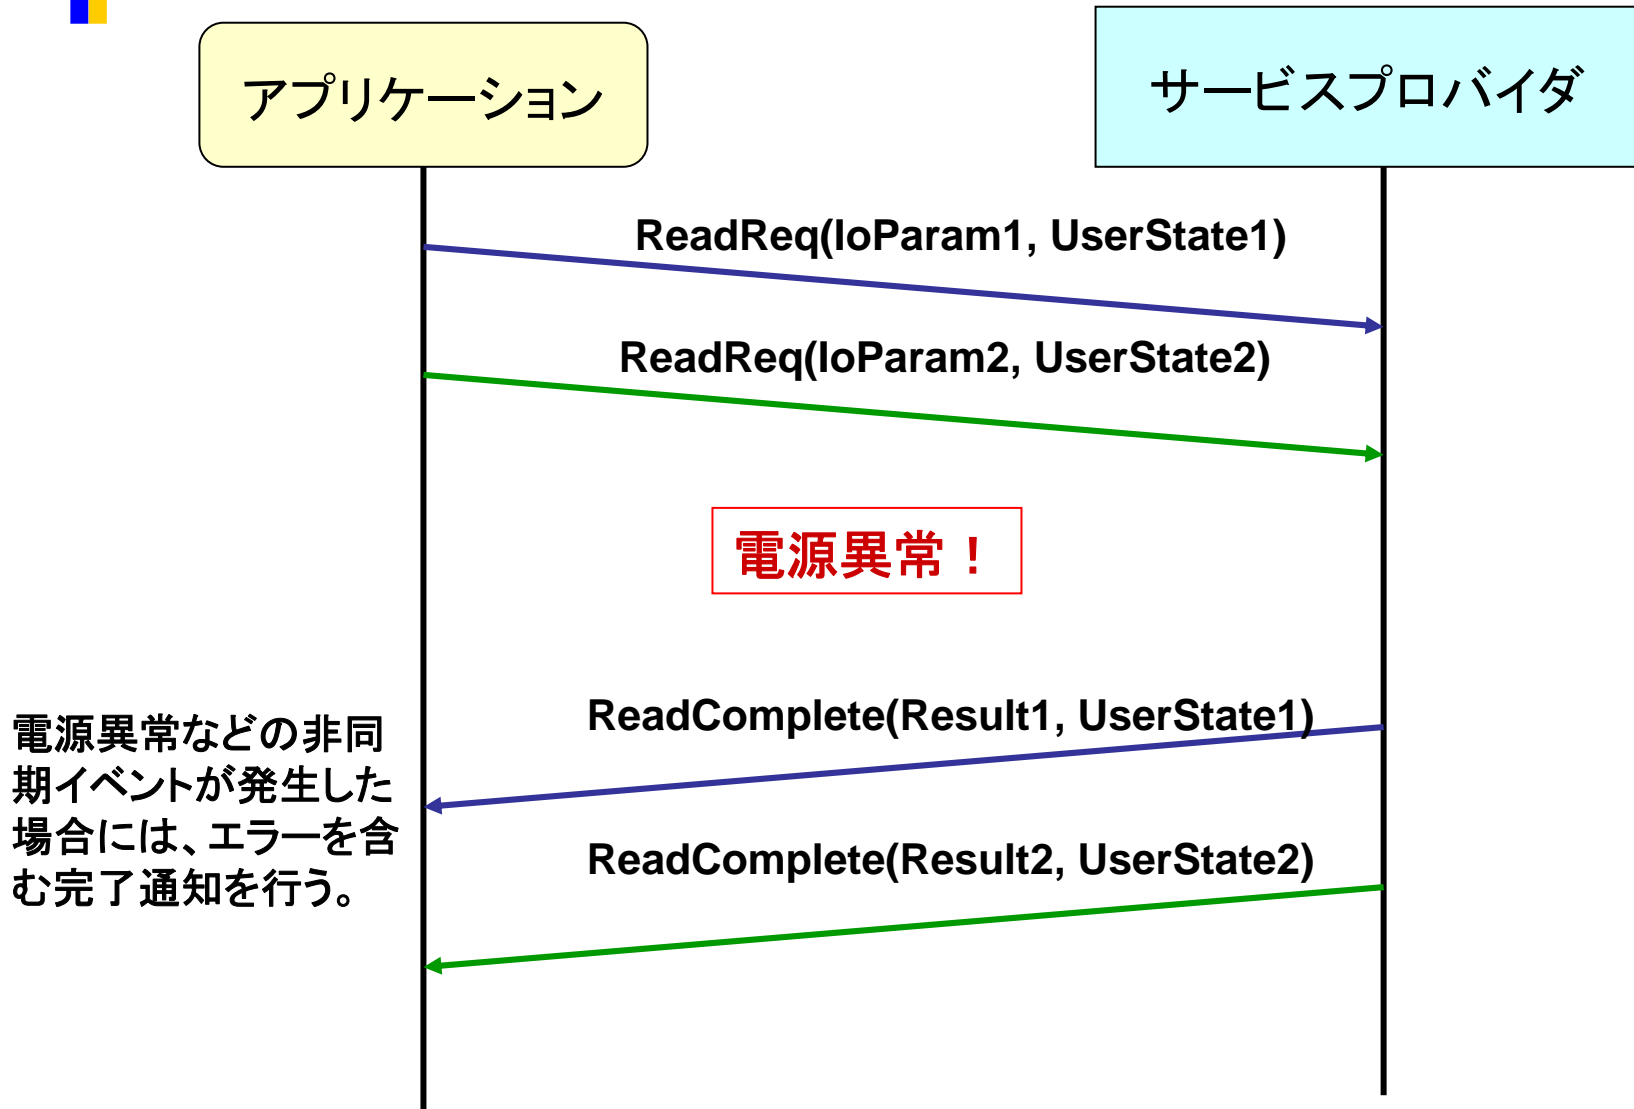 アプリケーション
サービスプロバイダ
ReadReq(IoParam1, UserState1)
ReadReq(IoParam2, UserState2)
電源異常！
ReadComplete(Result1, UserState1)
電源異常などの非同
期イベントが発生した
場合には、エラーを含
む完了通知を行う。
ReadComplete(Result2, UserState2)